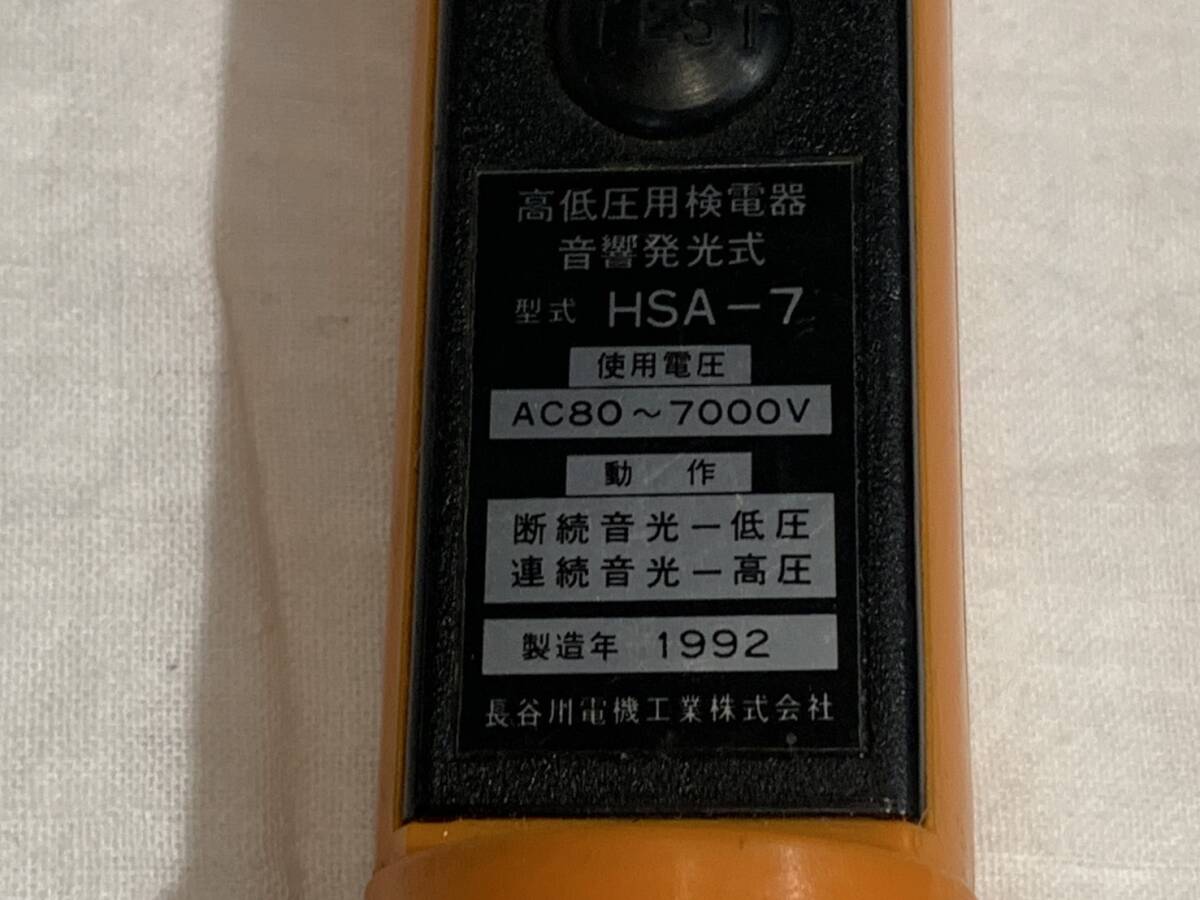 TEST
高低圧用検電器
音響発光式
型式 HSA-7
使用電圧
AC80～7000V
動 作
断続音光－低圧
連続音光－高圧
製造年 1992
長谷川電機工業株式会社